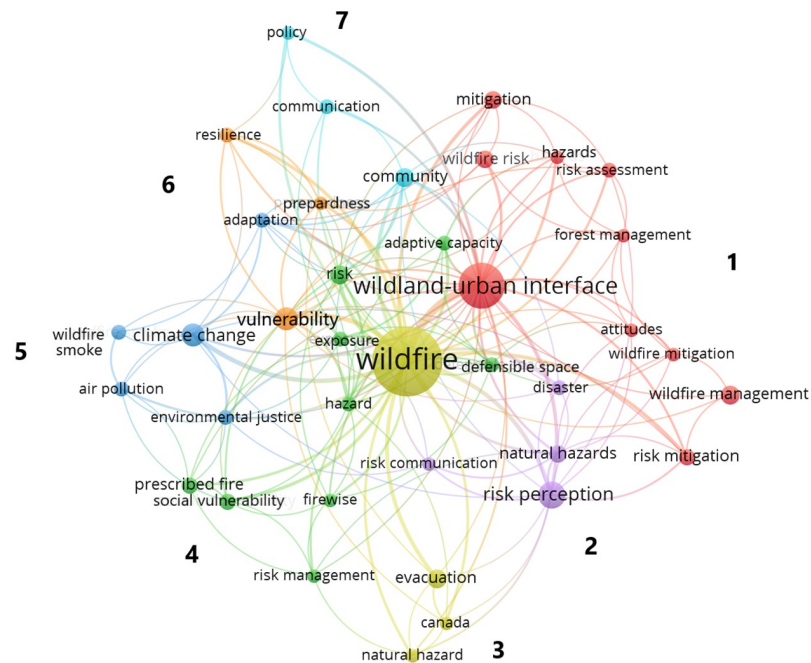 7
policy
communication
mitigation
resilience
wildfire risk
hazards
risk assessment
6
community
prepardness
adaptation
adaptive capacity
forest management
1
risk
wildland-urban interface
vulnerability
5
wildfire
smoke
climate change
exposure
wildfire
defensible space
attitudes
wildfire mitigation
air pollution
environmental justice
hazard
disaster
wildfire management
risk communication
natural hazards
risk mitigation
prescribed fire
social vulnerability
firewise
risk perception
4
2
risk management
evacuation
canada
natural hazard
3